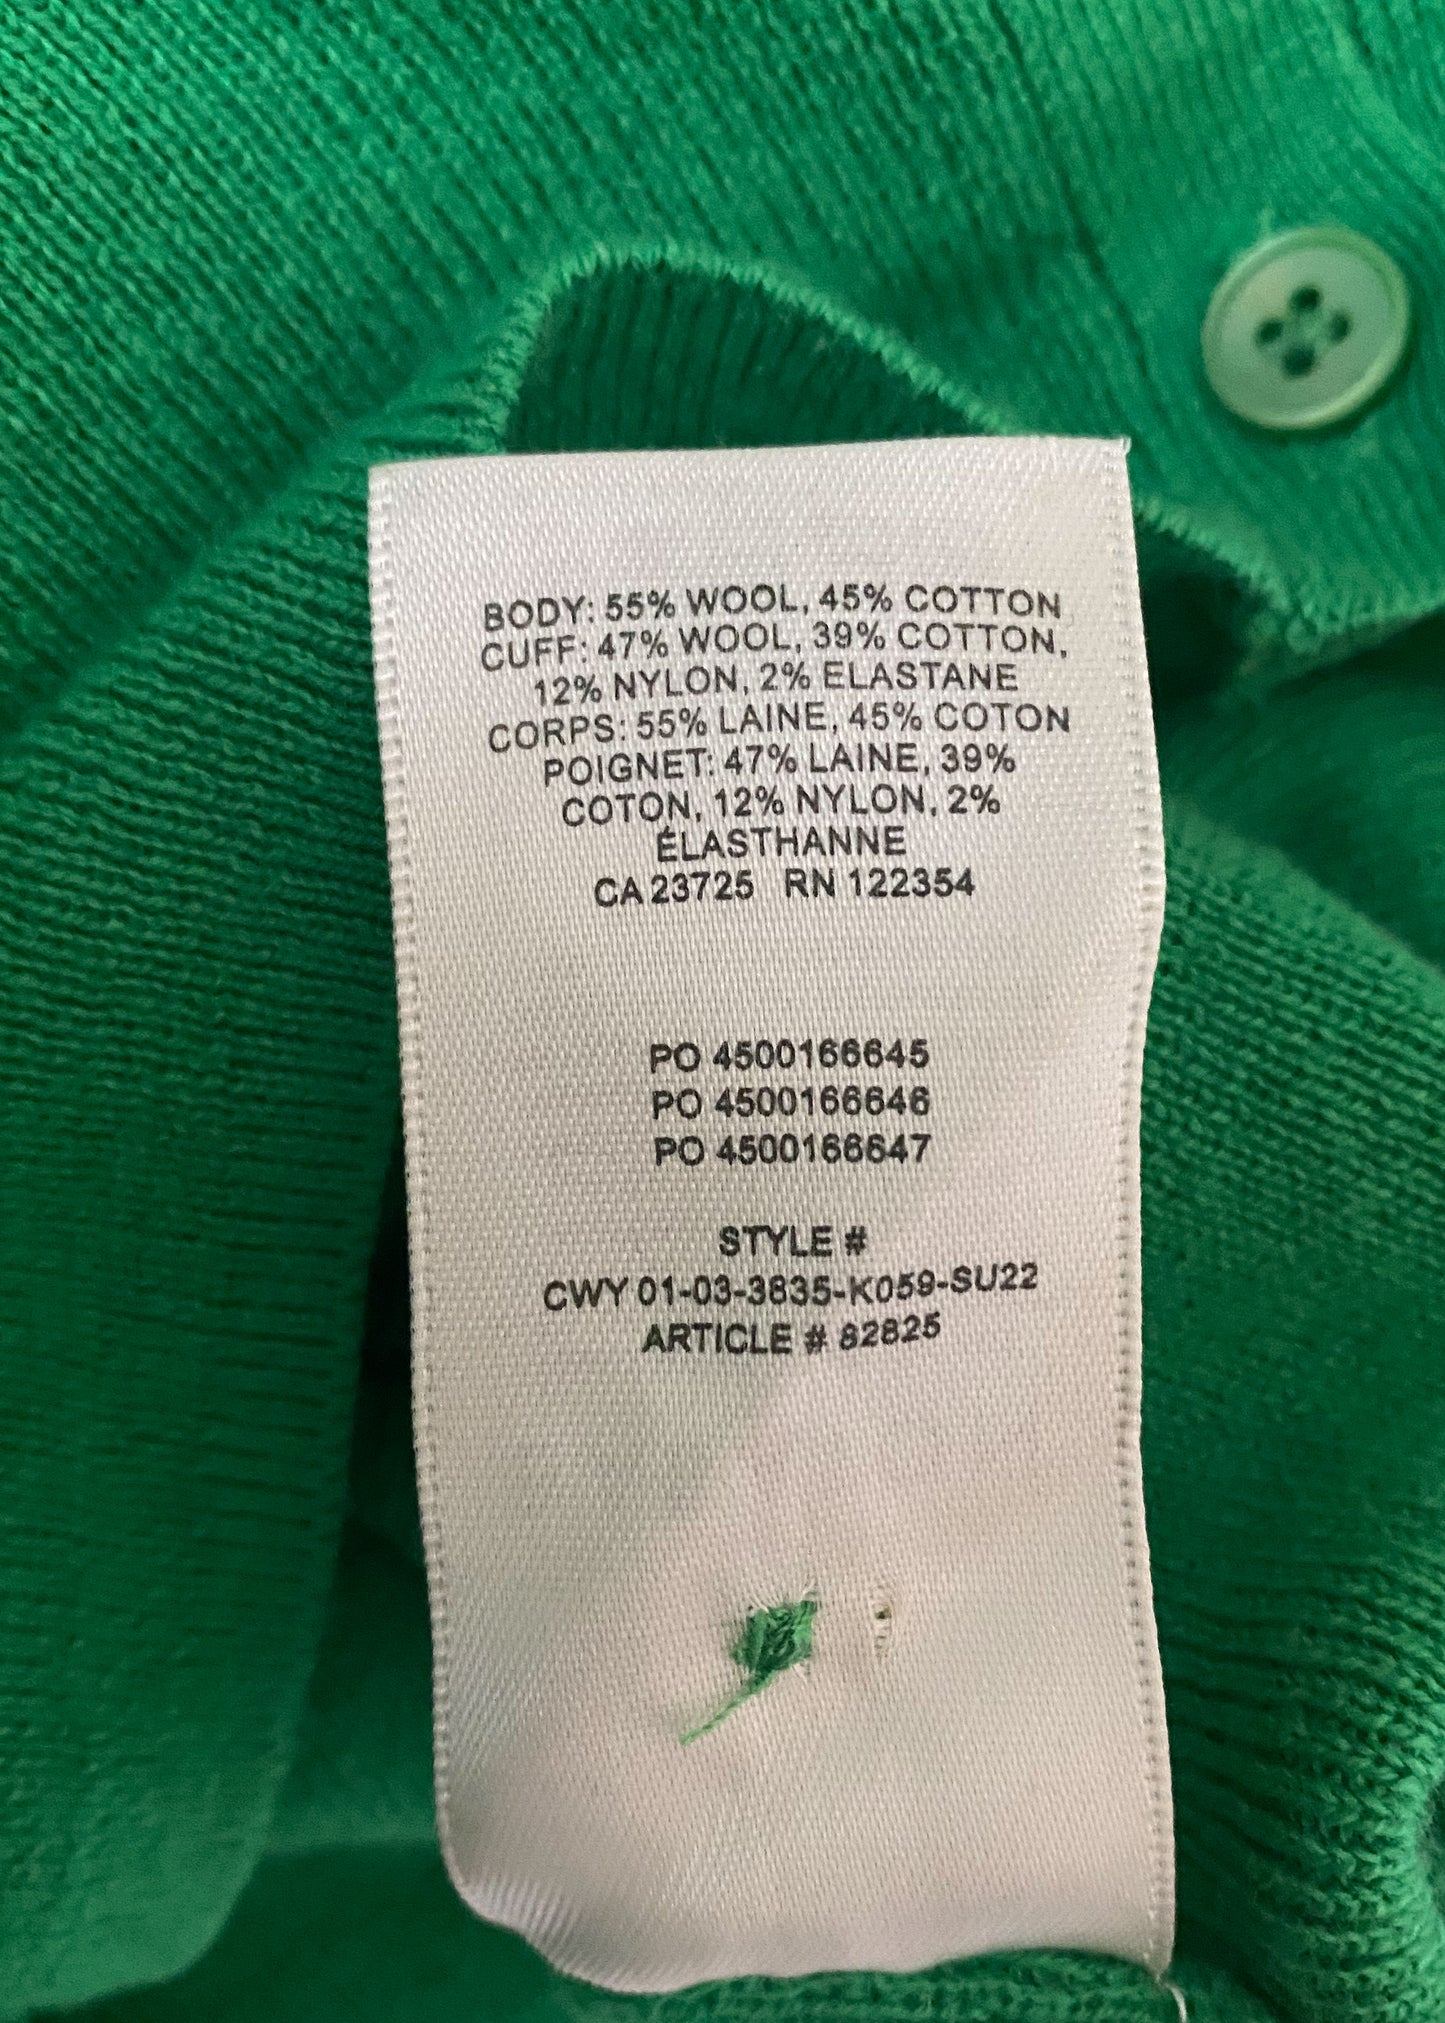 BODY: 55% WOOL, 45% COTTON
CUFF: 47% WOOL, 39% COTTON,
12% NYLON, 2% ELASTANE
CORPS: 55% LAINE, 45% COTON
POIGNET: 47% LAINE, 39%
COTON, 12% NYLON, 2%
ÉLASTHANNE
CA 23725 RN 122354
PO 4500166645
PO 4500166646
PO 4500166647
STYLE #
CWY 01-03-3835-K059-SU22
ARTICLE # 82825